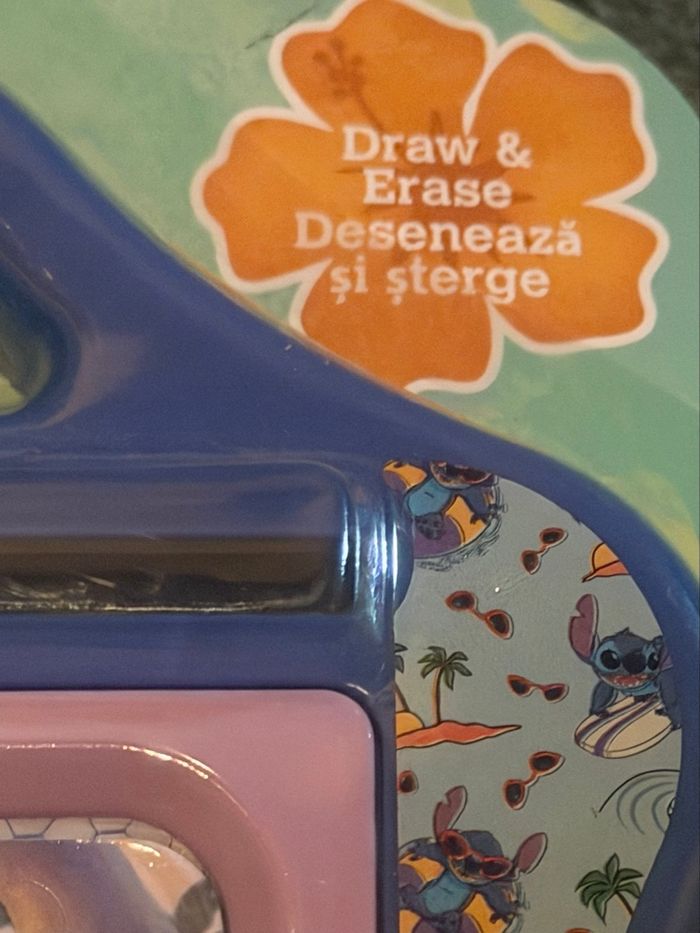 Draw &
Erase
Desenează
și șterge